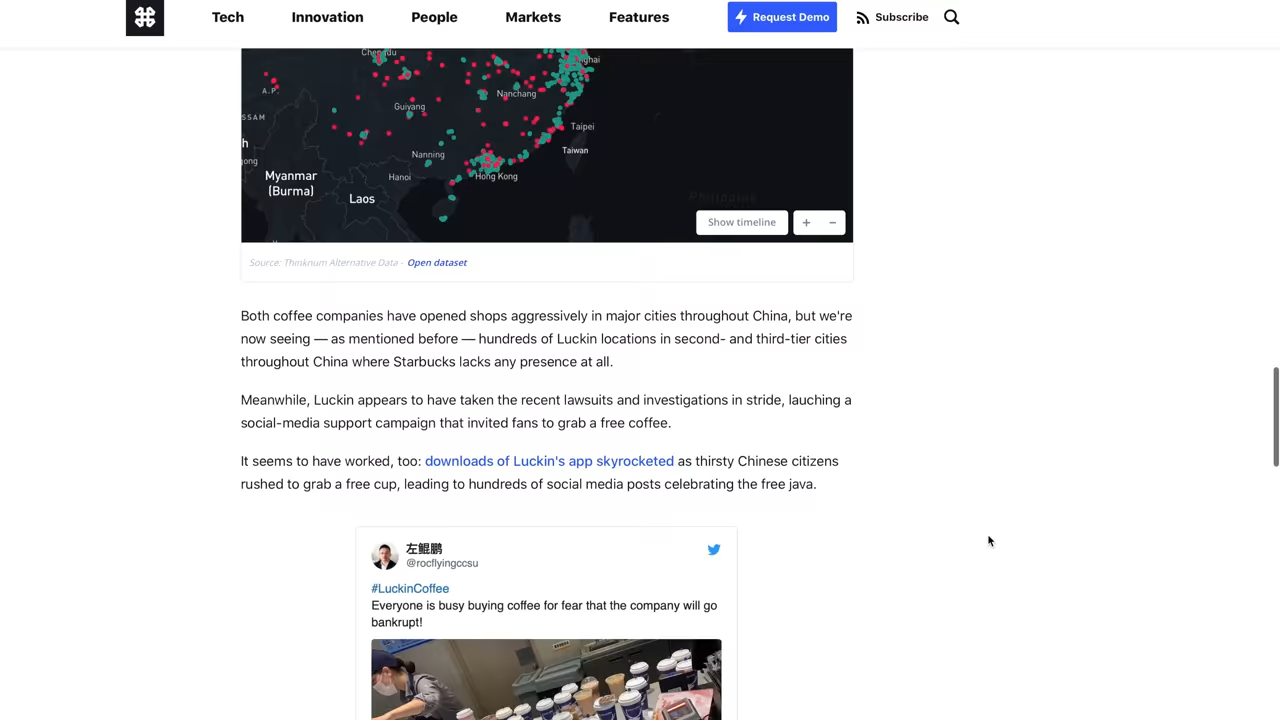 Tech Innovation People Markets Features Request Demo Subscribe
Chengdu
Nanchang
Guiyang
A.P.
SSAM
Taipei
Taiwan
Nanning
Hanoi
Hong Kong
Myanmar
(Burma)
Laos
Show timeline + −
Source: Thinknum Alternative Data - Open dataset
Both coffee companies have opened shops aggressively in major cities throughout China, but we're
now seeing — as mentioned before — hundreds of Luckin locations in second- and third-tier cities
throughout China where Starbucks lacks any presence at all.
Meanwhile, Luckin appears to have taken the recent lawsuits and investigations in stride, lauching a
social-media support campaign that invited fans to grab a free coffee.
It seems to have worked, too: downloads of Luckin's app skyrocketed as thirsty Chinese citizens
rushed to grab a free cup, leading to hundreds of social media posts celebrating the free java.
左鲲鹏
@rocflyingccsu
#LuckinCoffee
Everyone is busy buying coffee for fear that the company will go
bankrupt!